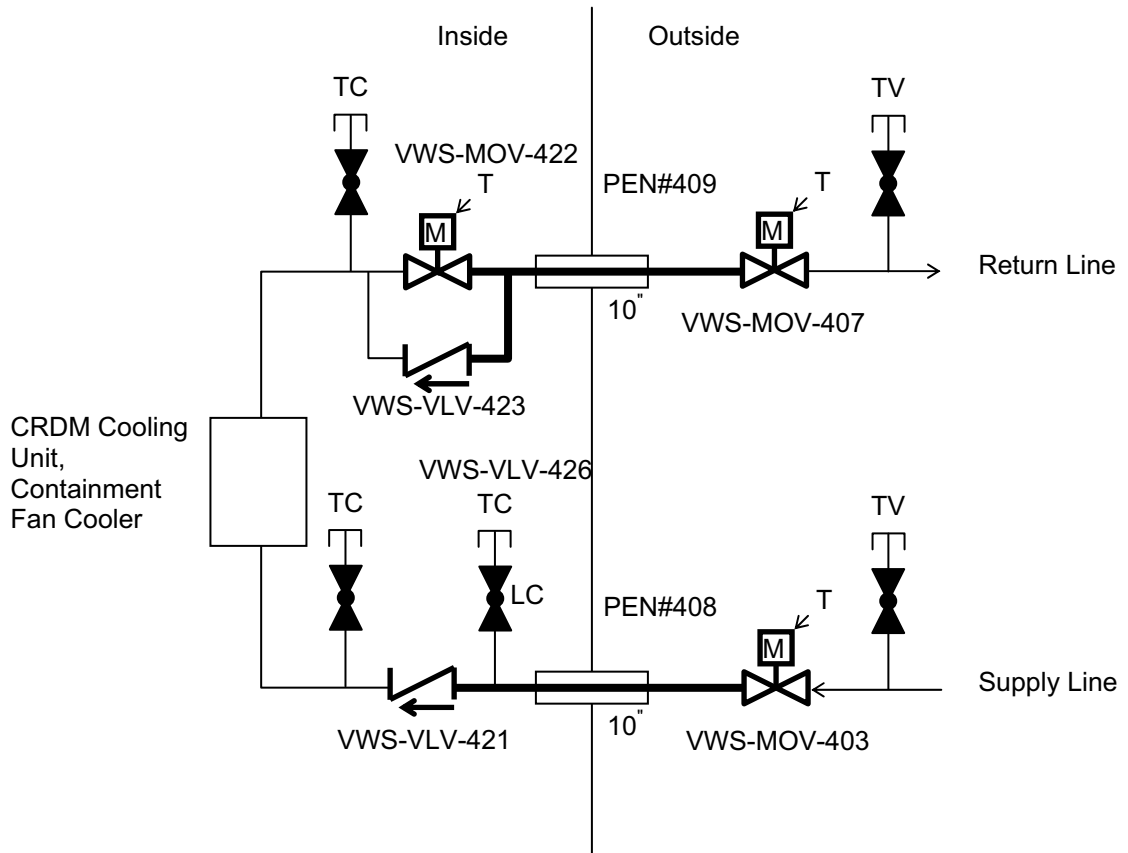 Inside
Outside
TC
TV
VWS-MOV-422
T
PEN#409
T
M
M
Return Line
10"
VWS-MOV-407
VWS-VLV-423
CRDM Cooling
Unit,
Containment
Fan Cooler
VWS-VLV-426
TC
TC
TV
LC
PEN#408
T
M
Supply Line
10"
VWS-VLV-421
VWS-MOV-403